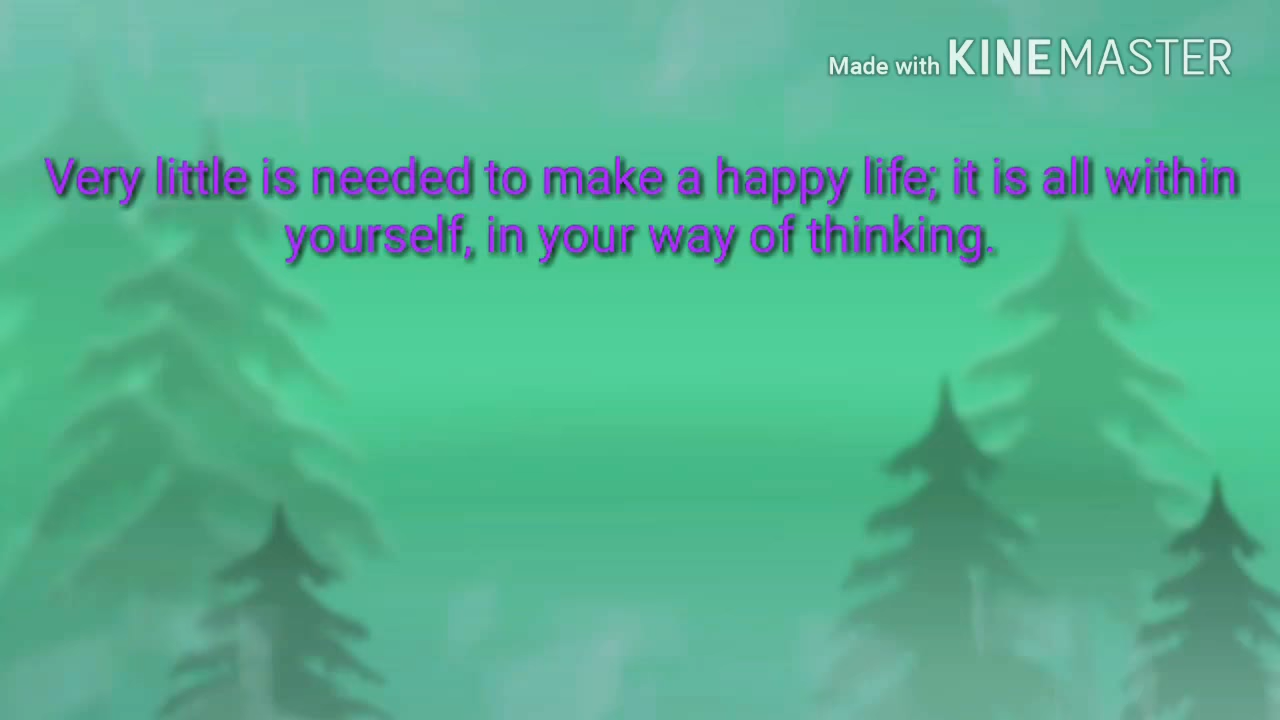 Made with KINEMASTER
Very little is needed to make a happy life; it is all within
yourself, in your way of thinking.